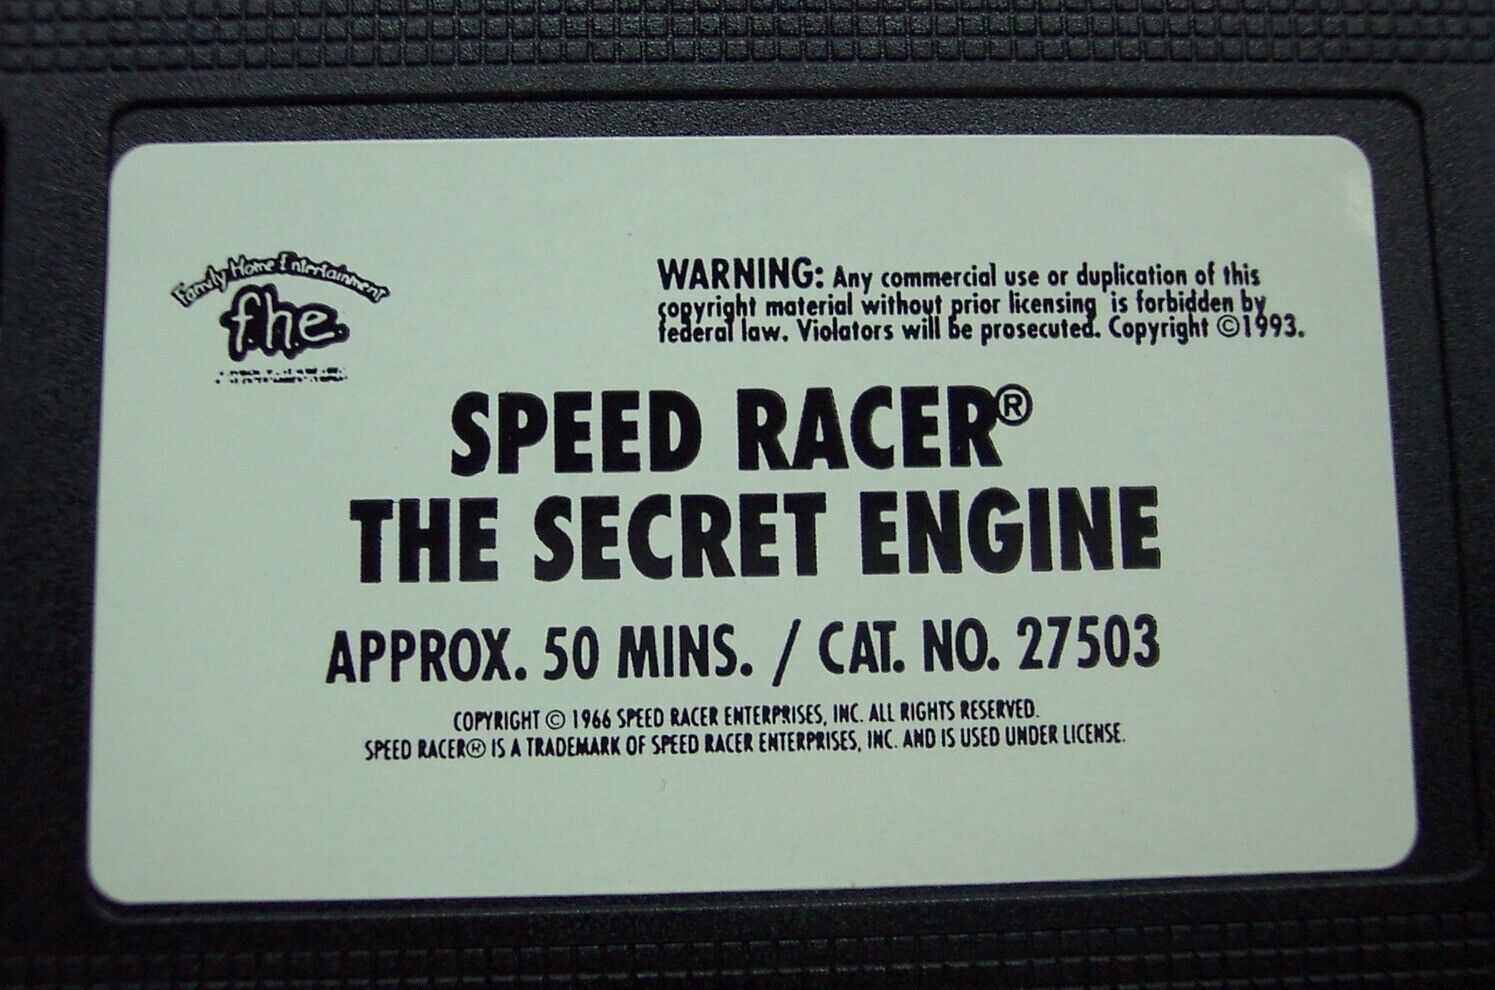 Family Home Entertainment
f.h.e.
WARNING: Any commercial use or duplication of this
copyright material without prior licensing is forbidden by
federal law. Violators will be prosecuted. Copyright ©1993.
SPEED RACER®
THE SECRET ENGINE
APPROX. 50 MINS. / CAT. NO. 27503
COPYRIGHT © 1966 SPEED RACER ENTERPRISES, INC. ALL RIGHTS RESERVED.
SPEED RACER® IS A TRADEMARK OF SPEED RACER ENTERPRISES, INC. AND IS USED UNDER LICENSE.